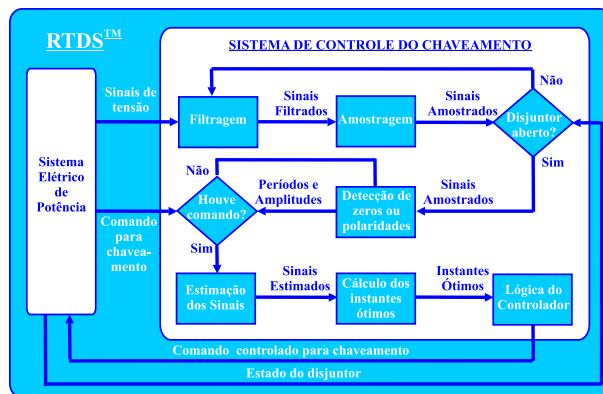 RTDS™
SISTEMA DE CONTROLE DO CHAVEAMENTO
Sinais de
tensão
Filtragem
Sinais
Filtrados
Amostragem
Sinais
Amostrados
Não
Disjuntor
aberto?
Sim
Sistema
Elétrico
de
Potência
Comando
para
chavea-
mento
Não
Houve
comando?
Sim
Períodos e
Amplitudes
Detecção de
zeros ou
polaridades
Sinais
Amostrados
Estimação
dos Sinais
Sinais
Estimados
Cálculo dos
instantes
ótimos
Instantes
Ótimos
Lógica do
Controlador
Comando controlado para chaveamento
Estado do disjuntor